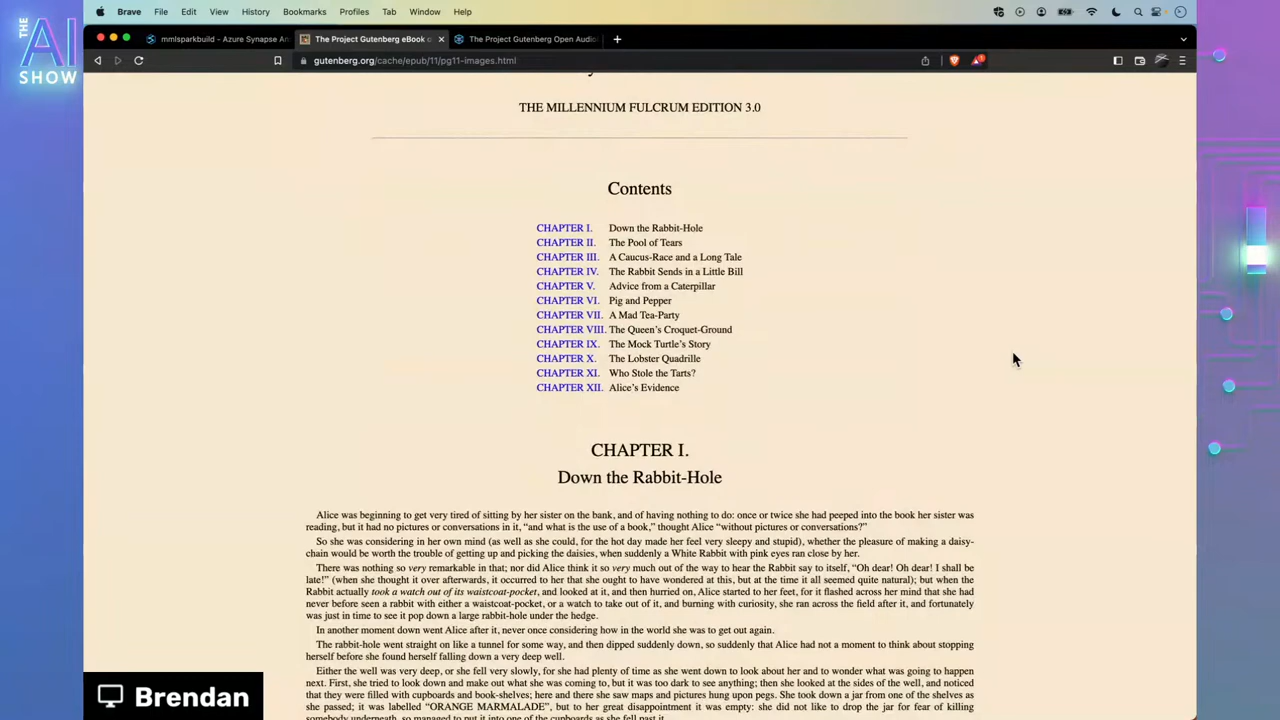 THE
AI
SHOW
Brave File Edit View History Bookmarks Profiles Tab Window Help
mmlsparkbuild - Azure Synapse An
The Project Gutenberg eBook o
The Project Gutenberg Open Audio
gutenberg.org/cache/epub/11/pg11-images.html
THE MILLENNIUM FULCRUM EDITION 3.0
Contents
CHAPTER I. Down the Rabbit-Hole
CHAPTER II. The Pool of Tears
CHAPTER III. A Caucus-Race and a Long Tale
CHAPTER IV. The Rabbit Sends in a Little Bill
CHAPTER V. Advice from a Caterpillar
CHAPTER VI. Pig and Pepper
CHAPTER VII. A Mad Tea-Party
CHAPTER VIII. The Queen’s Croquet-Ground
CHAPTER IX. The Mock Turtle’s Story
CHAPTER X. The Lobster Quadrille
CHAPTER XI. Who Stole the Tarts?
CHAPTER XII. Alice’s Evidence
CHAPTER I.
Down the Rabbit-Hole
Alice was beginning to get very tired of sitting by her sister on the bank, and of having nothing to do: once or twice she had peeped into the book her sister was
reading, but it had no pictures or conversations in it, “and what is the use of a book,” thought Alice “without pictures or conversations?”
So she was considering in her own mind (as well as she could, for the hot day made her feel very sleepy and stupid), whether the pleasure of making a daisy-
chain would be worth the trouble of getting up and picking the daisies, when suddenly a White Rabbit with pink eyes ran close by her.
There was nothing so very remarkable in that; nor did Alice think it so very much out of the way to hear the Rabbit say to itself, “Oh dear! Oh dear! I shall be
late!” (when she thought it over afterwards, it occurred to her that she ought to have wondered at this, but at the time it all seemed quite natural); but when the
Rabbit actually took a watch out of its waistcoat-pocket, and looked at it, and then hurried on, Alice started to her feet, for it flashed across her mind that she had
never before seen a rabbit with either a waistcoat-pocket, or a watch to take out of it, and burning with curiosity, she ran across the field after it, and fortunately
was just in time to see it pop down a large rabbit-hole under the hedge.
In another moment down went Alice after it, never once considering how in the world she was to get out again.
The rabbit-hole went straight on like a tunnel for some way, and then dipped suddenly down, so suddenly that Alice had not a moment to think about stopping
herself before she found herself falling down a very deep well.
Either the well was very deep, or she fell very slowly, for she had plenty of time as she went down to look about her and to wonder what was going to happen
next. First, she tried to look down and make out what she was coming to, but it was too dark to see anything; then she looked at the sides of the well, and noticed
that they were filled with cupboards and book-shelves; here and there she saw maps and pictures hung upon pegs. She took down a jar from one of the shelves as
she passed; it was labelled “ORANGE MARMALADE”, but to her great disappointment it was empty: she did not like to drop the jar for fear of killing
somebody underneath, so managed to put it into one of the cupboards as she fell past it.
Brendan